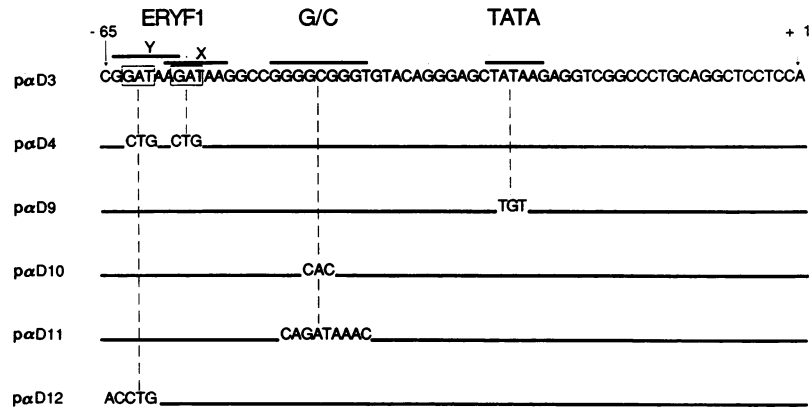 ERYF1 G/C TATA
- 65 Y X + 1
pαD3 CGGATAAGATAAGGCCGGGGCGGGTGTACAGGGAGCTATAAGAGGTCGGCCCTGCAGGCTCCTCCA
pαD4 CTG CTG
pαD9 TGT
pαD10 CAC
pαD11 CAGATAAAC
pαD12 ACCTG